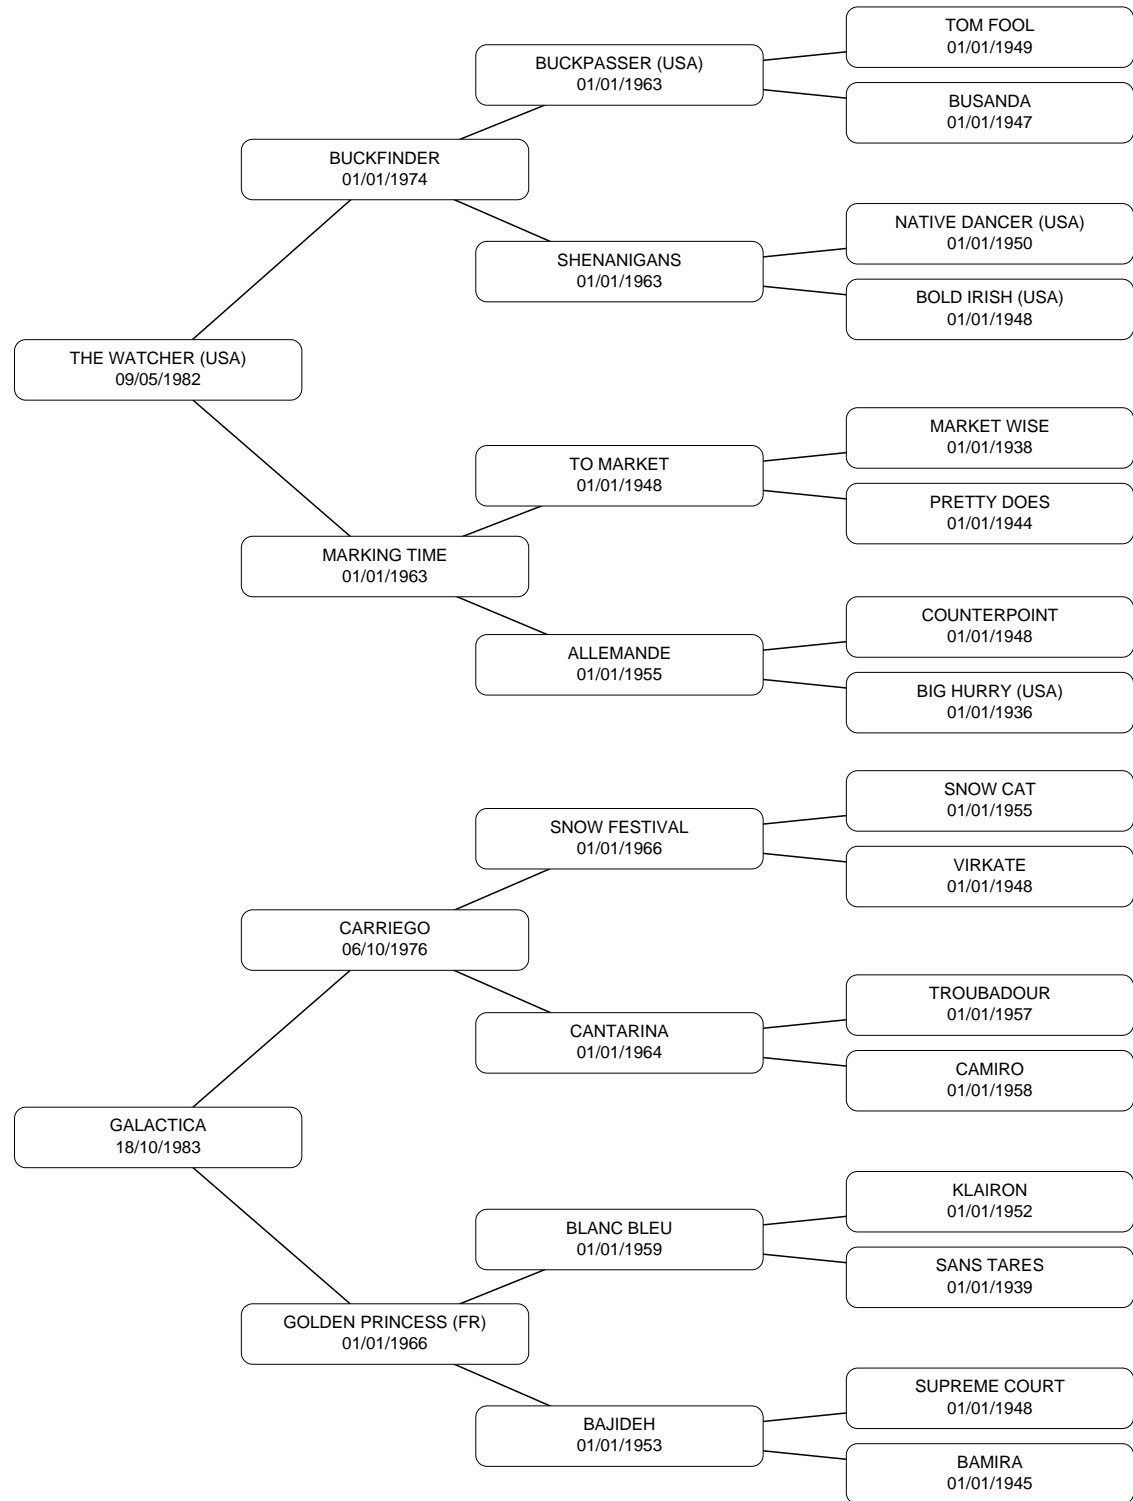 TOM FOOL
01/01/1949
BUCKPASSER (USA)
01/01/1963
BUSANDA
01/01/1947
BUCKFINDER
01/01/1974
NATIVE DANCER (USA)
01/01/1950
SHENANIGANS
01/01/1963
BOLD IRISH (USA)
01/01/1948
THE WATCHER (USA)
09/05/1982
MARKET WISE
01/01/1938
TO MARKET
01/01/1948
PRETTY DOES
01/01/1944
MARKING TIME
01/01/1963
COUNTERPOINT
01/01/1948
ALLEMANDE
01/01/1955
BIG HURRY (USA)
01/01/1936
SNOW CAT
01/01/1955
SNOW FESTIVAL
01/01/1966
VIRKATE
01/01/1948
CARRIEGO
06/10/1976
TROUBADOUR
01/01/1957
CANTARINA
01/01/1964
CAMIRO
01/01/1958
GALACTICA
18/10/1983
KLAIRON
01/01/1952
BLANC BLEU
01/01/1959
SANS TARES
01/01/1939
GOLDEN PRINCESS (FR)
01/01/1966
SUPREME COURT
01/01/1948
BAJIDEH
01/01/1953
BAMIRA
01/01/1945